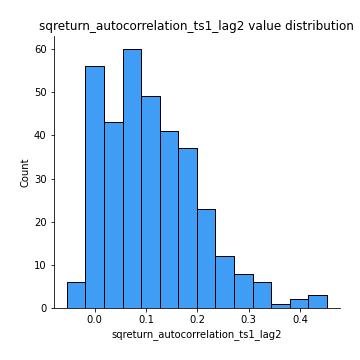 sqreturn_autocorrelation_ts1_lag2 value distribution
60
50
40
30
20
10
0
Count
0.0 0.1 0.2 0.3 0.4
sqreturn_autocorrelation_ts1_lag2